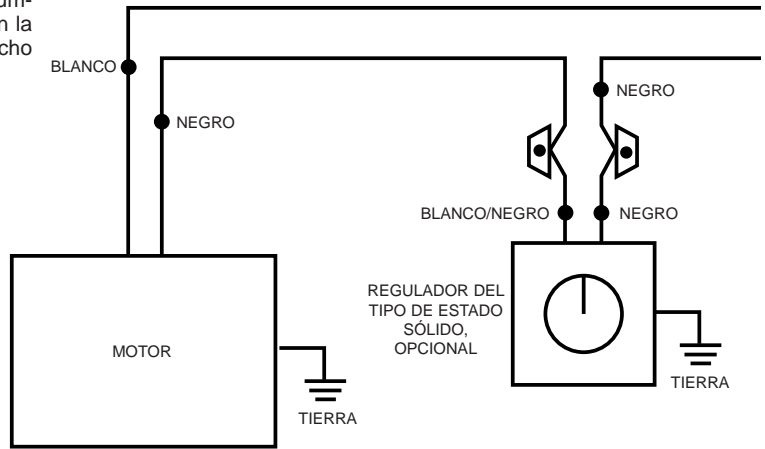 BLANCO
NEGRO
NEGRO
BLANCO/NEGRO
NEGRO
REGULADOR DEL
TIPO DE ESTADO
SÓLIDO,
OPCIONAL
MOTOR
TIERRA
TIERRA